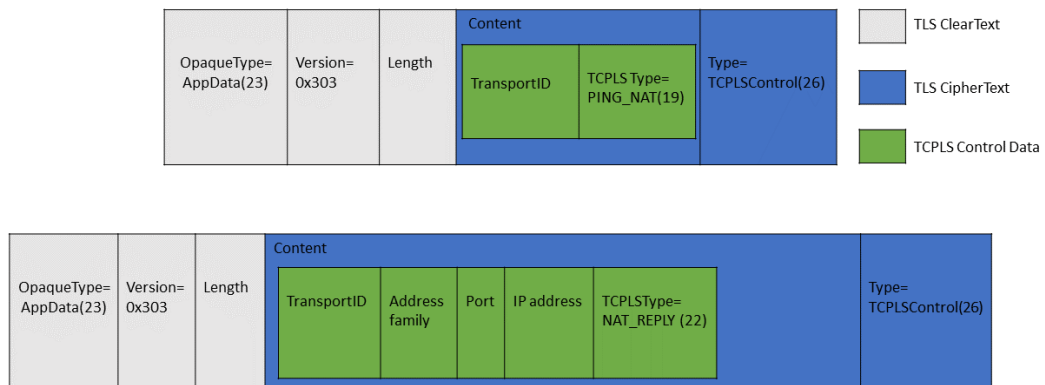 Content
TLS ClearText
OpaqueType=
AppData(23)
Version=
0x303
Length
TransportID
TCPLS Type=
PING_NAT(19)
Type=
TCPLSControl(26)
TLS CipherText
TCPLS Control Data
Content
OpaqueType=
AppData(23)
Version=
0x303
Length
TransportID
Address
family
Port
IP address
TCPLSType=
NAT_REPLY (22)
Type=
TCPLSControl(26)